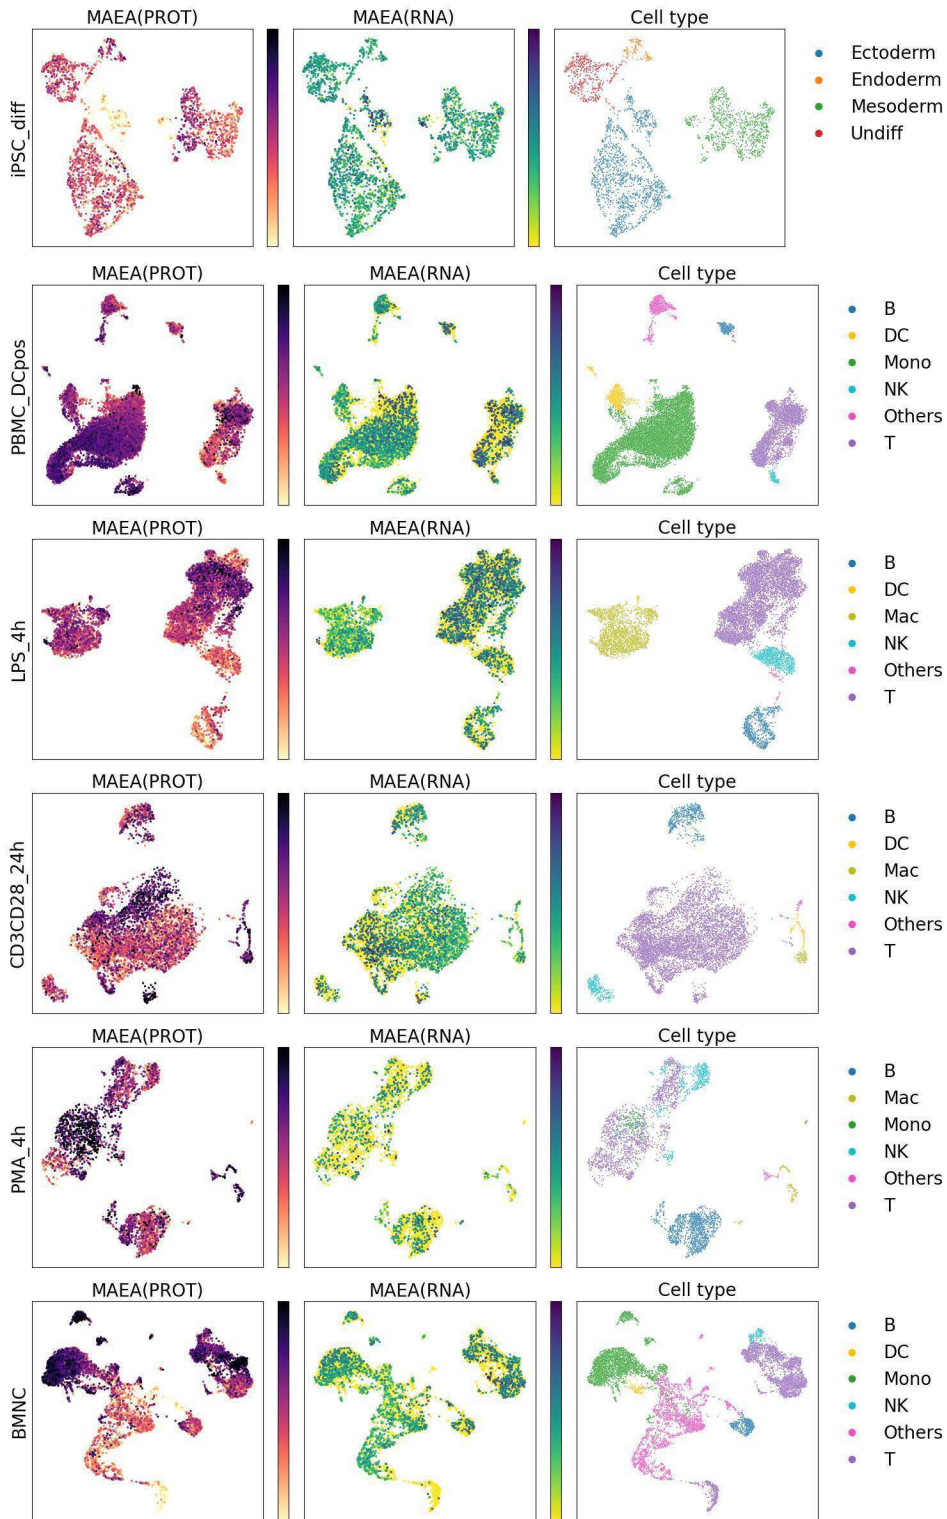 MAEA(PROT) MAEA(RNA) Cell type
iPSC_diff
Ectoderm
Endoderm
Mesoderm
Undiff
MAEA(PROT) MAEA(RNA) Cell type
PBMC_DCpos
B
DC
Mono
NK
Others
T
MAEA(PROT) MAEA(RNA) Cell type
LPS_4h
B
DC
Mac
NK
Others
T
MAEA(PROT) MAEA(RNA) Cell type
CD3CD28_24h
B
DC
Mac
NK
Others
T
MAEA(PROT) MAEA(RNA) Cell type
PMA_4h
B
Mac
Mono
NK
Others
T
MAEA(PROT) MAEA(RNA) Cell type
BMNC
B
DC
Mono
NK
Others
T